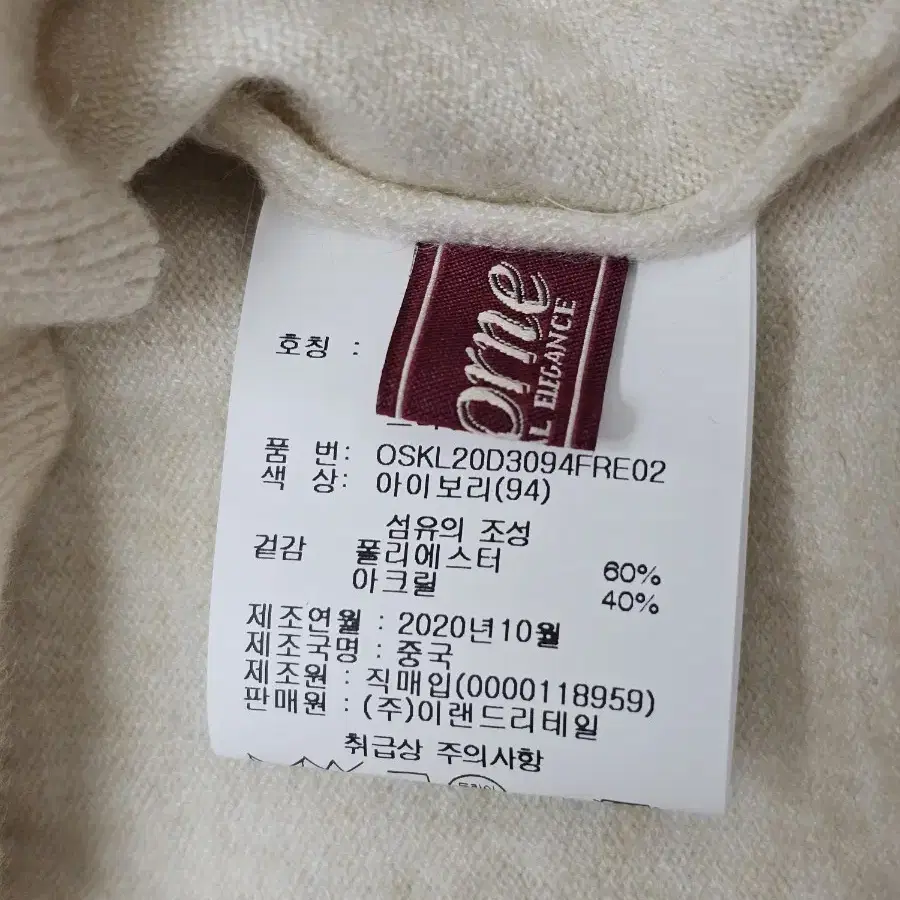 orne
ELEGANCE
호칭 :
품 번: OSKL20D3094FRE02
색 상: 아이보리(94)
섬유의 조성
겉감 폴리에스터 60%
아크릴 40%
제조연월 : 2020년10월
제조국명 : 중국
제조원 : 직매입(0000118959)
판매원 : (주)이랜드리테일
취급상 주의사항